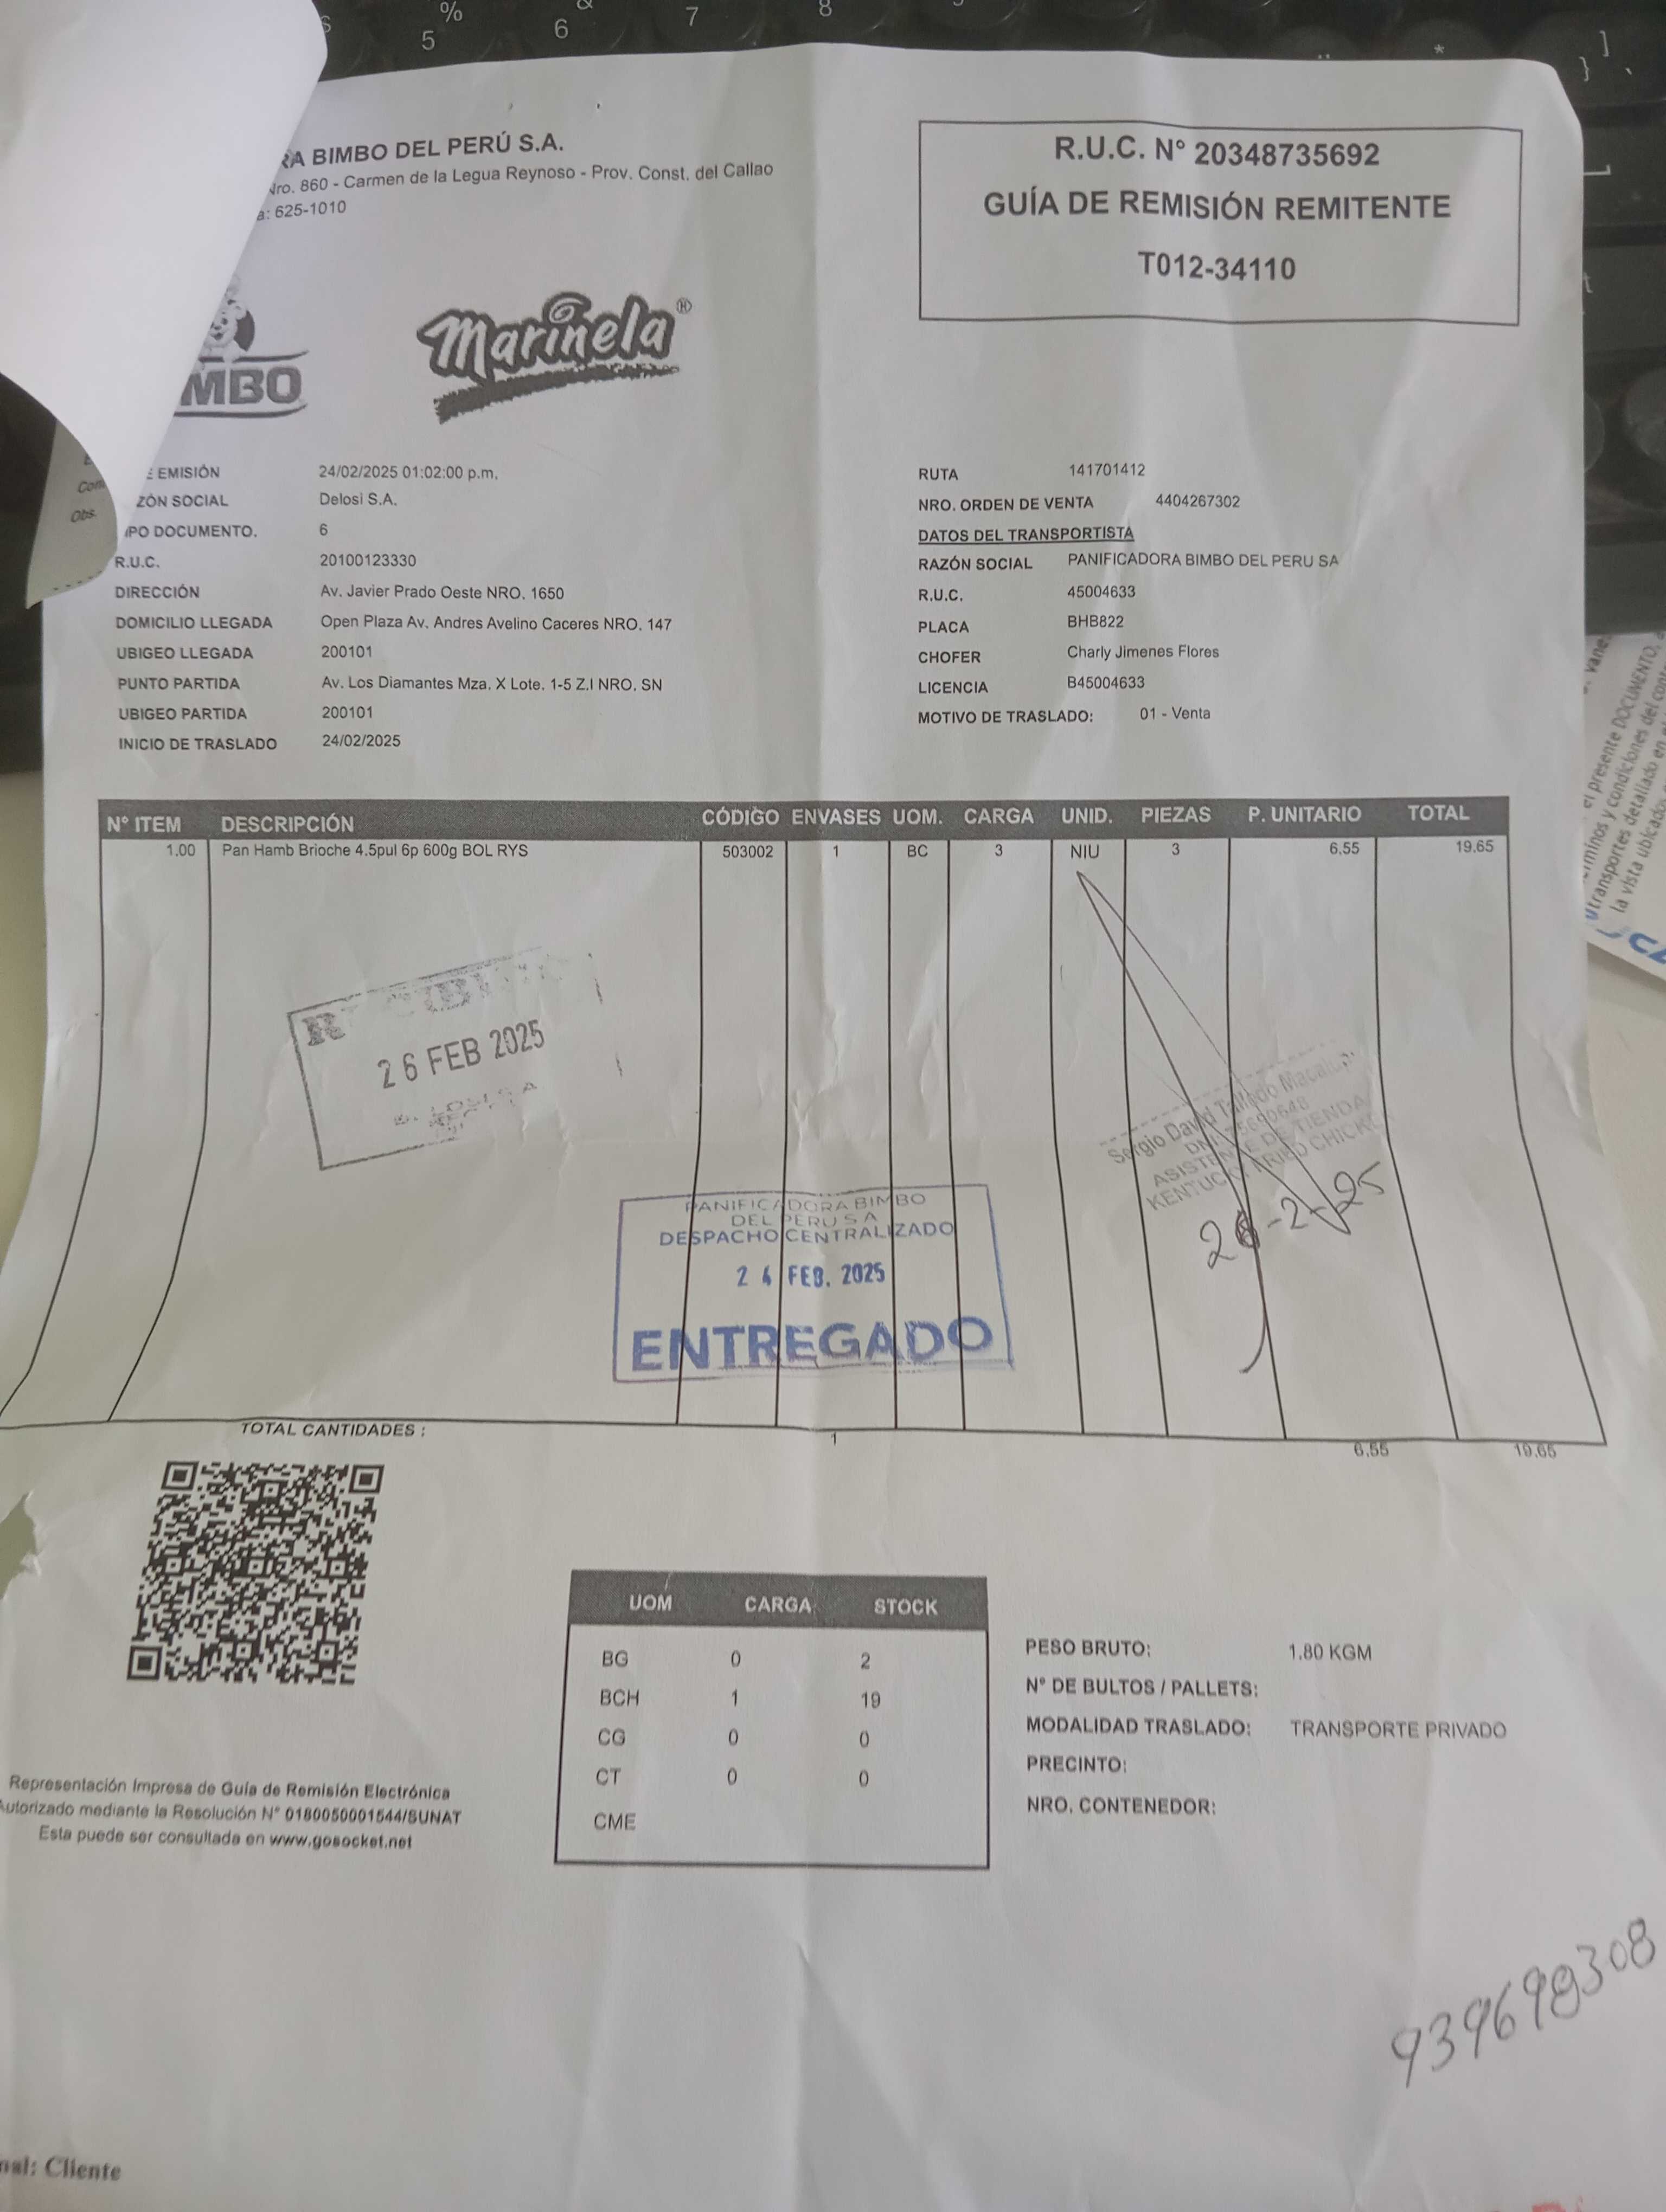 RA BIMBO DEL PERÚ S.A.
Nro. 860 - Carmen de la Legua Reynoso - Prov. Const. del Callao
a: 625-1010
R.U.C. N° 20348735692
GUÍA DE REMISIÓN REMITENTE
T012-34110
MBO
Marinela®
E EMISIÓN 24/02/2025 01:02:00 p.m.
ZÓN SOCIAL Delosi S.A.
IPO DOCUMENTO. 6
R.U.C. 20100123330
DIRECCIÓN Av. Javier Prado Oeste NRO. 1650
DOMICILIO LLEGADA Open Plaza Av. Andres Avelino Caceres NRO. 147
UBIGEO LLEGADA 200101
PUNTO PARTIDA Av. Los Diamantes Mza. X Lote. 1-5 Z.I NRO. SN
UBIGEO PARTIDA 200101
INICIO DE TRASLADO 24/02/2025
RUTA 141701412
NRO. ORDEN DE VENTA 4404267302
DATOS DEL TRANSPORTISTA
RAZÓN SOCIAL PANIFICADORA BIMBO DEL PERU SA
R.U.C. 45004633
PLACA BHB822
CHOFER Charly Jimenes Flores
LICENCIA B45004633
MOTIVO DE TRASLADO: 01 - Venta
N° ITEM DESCRIPCIÓN CÓDIGO ENVASES UOM. CARGA UNID. PIEZAS P. UNITARIO TOTAL
1.00 Pan Hamb Brioche 4.5pul 6p 600g BOL RYS 503002 1 BC 3 NIU 3 6.55 19.65
26 FEB 2025
Sergio David
ASISTENTE DE TIENDA
KENTUCKY FRIED CHICKEN
26-2-25
PANIFICADORA BIMBO
DEL PERU S A
DESPACHO CENTRALIZADO
24 FEB. 2025
ENTREGADO
TOTAL CANTIDADES : 1 6.55 19.65
UOM CARGA STOCK
BG 0 2
BCH 1 19
CG 0 0
CT 0 0
CME
PESO BRUTO: 1.80 KGM
N° DE BULTOS / PALLETS:
MODALIDAD TRASLADO: TRANSPORTE PRIVADO
PRECINTO:
NRO. CONTENEDOR:
Representación Impresa de Guía de Remisión Electrónica
Autorizado mediante la Resolución N° 0180050001544/SUNAT
Esta puede ser consultada en www.gosocket.net
939698308
nal: Cliente